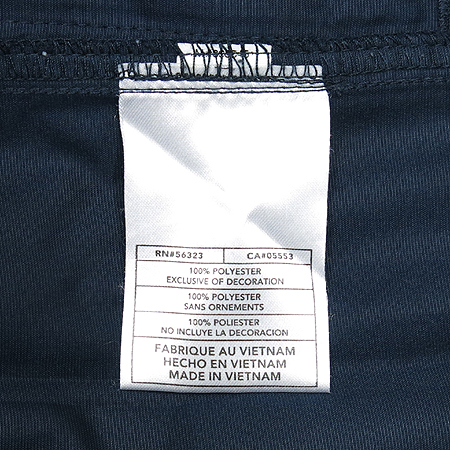 RN#56323 CA#05553
100% POLYESTER
EXCLUSIVE OF DECORATION
100% POLYESTER
SANS ORNEMENTS
100% POLIESTER
NO INCLUYE LA DECORACION
FABRIQUE AU VIETNAM
HECHO EN VIETNAM
MADE IN VIETNAM